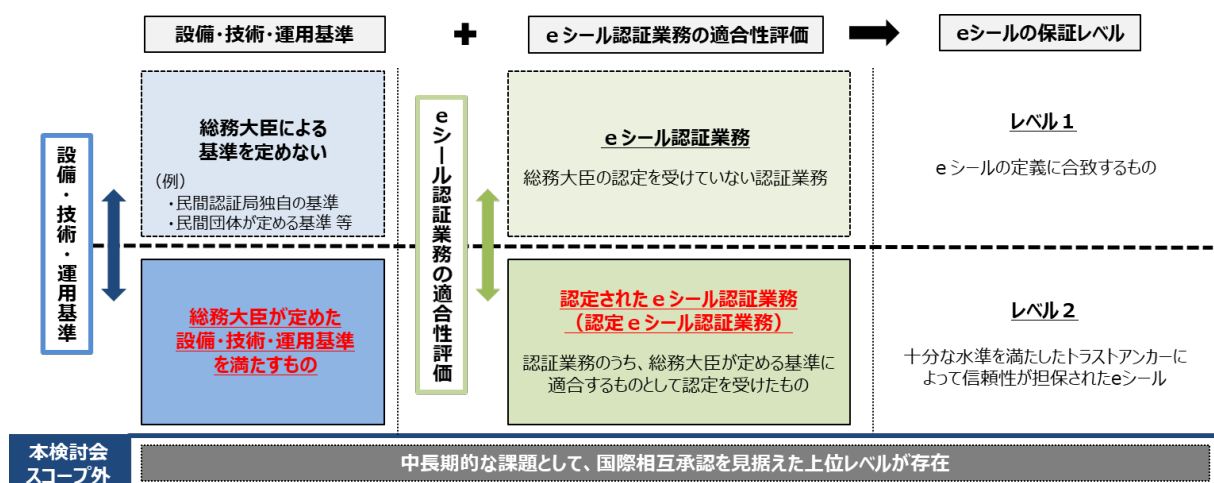 設備・技術・運用基準
+
eシール認証業務の適合性評価
eシールの保証レベル
設備・技術・運用基準
総務大臣による
基準を定めない
(例)
・民間認証局独自の基準
・民間団体が定める基準 等
eシール認証業務の適合性評価
eシール認証業務
総務大臣の認定を受けていない認証業務
レベル1
eシールの定義に合致するもの
総務大臣が定めた
設備・技術・運用基準
を満たすもの
認定されたeシール認証業務
(認定eシール認証業務)
認証業務のうち、総務大臣が定める基準に
適合するものとして認定を受けたもの
レベル2
十分な水準を満たしたトラストアンカーに
よって信頼性が担保されたeシール
本検討会
スコープ外
中長期的な課題として、国際相互承認を見据えた上位レベルが存在